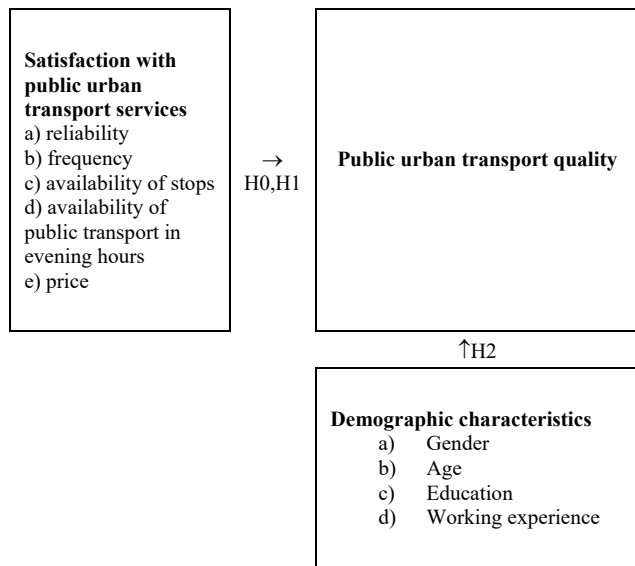 Satisfaction with
public urban
transport services
a) reliability
b) frequency
c) availability of stops
d) availability of
public transport in
evening hours
e) price
→
H0,H1
Public urban transport quality
↑H2
Demographic characteristics
a) Gender
b) Age
c) Education
d) Working experience